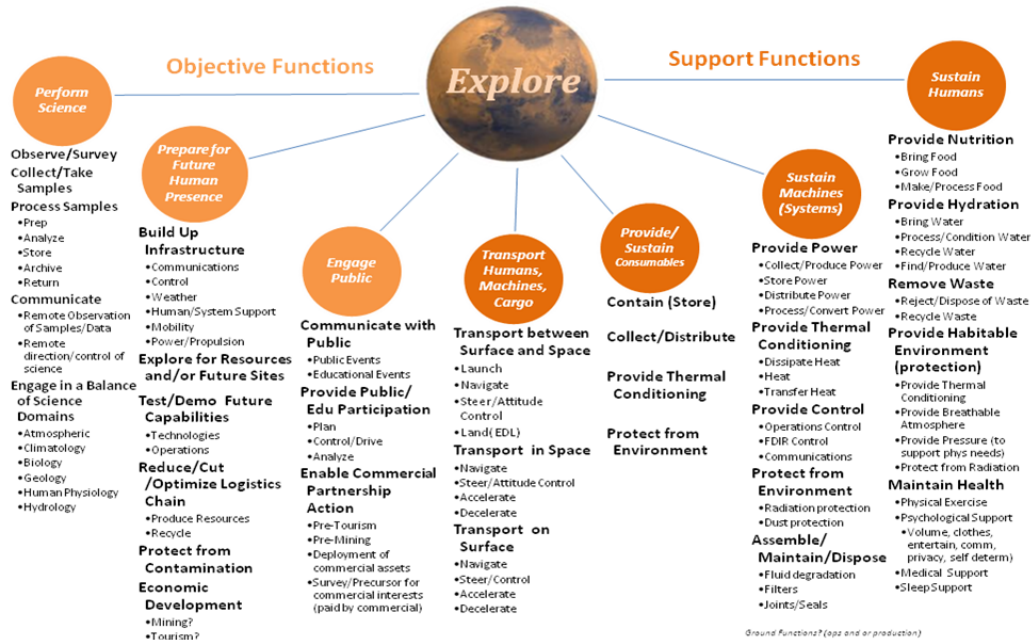 Explore
Objective Functions
Support Functions
Perform
Science
Observe/Survey
Collect/Take
Samples
Process Samples
•Prep
•Analyze
•Store
•Archive
•Return
Communicate
•Remote Observation
of Samples/Data
•Remote
direction/control of
science
Engage in a Balance
of Science
Domains
•Atmospheric
•Climatology
•Biology
•Geology
•Human Physiology
•Hydrology
Prepare for
Future
Human
Presence
Build Up
Infrastructure
•Communications
•Control
•Weather
•Human/System Support
•Mobility
•Power/Propulsion
Explore for Resources
and/or Future Sites
Test/Demo Future
Capabilities
•Technologies
•Operations
Reduce/Cut
/Optimize Logistics
Chain
•Produce Resources
•Recycle
Protect from
Contamination
Economic
Development
•Mining?
•Tourism?
Engage
Public
Communicate with
Public
•Public Events
•Educational Events
Provide Public/
Edu Participation
•Plan
•Control/Drive
•Analyze
Enable Commercial
Partnership
Action
•Pre-Tourism
•Pre-Mining
•Deployment of
commercial assets
•Survey/Precursor for
commercial interests
(paid by commercial)
Transport
Humans,
Machines,
Cargo
Transport between
Surface and Space
•Launch
•Navigate
•Steer/Attitude
Control
•Land( EDL)
Transport in Space
•Navigate
•Steer/Attitude Control
•Accelerate
•Decelerate
Transport on
Surface
•Navigate
•Steer/Control
•Accelerate
•Decelerate
Provide/
Sustain
Consumables
Contain (Store)
Collect/Distribute
Provide Thermal
Conditioning
Protect from
Environment
Sustain
Machines
(Systems)
Provide Power
•Collect/Produce Power
•Store Power
•Distribute Power
•Process/Convert Power
Provide Thermal
Conditioning
•Dissipate Heat
•Heat
•Transfer Heat
Provide Control
•Operations Control
•FDIR Control
•Communications
Protect from
Environment
•Radiation protection
•Dust protection
Assemble/
Maintain/Dispose
•Fluid degradation
•Filters
•Joints/Seals
Sustain
Humans
Provide Nutrition
•Bring Food
•Grow Food
•Make/Process Food
Provide Hydration
•Bring Water
•Process/Condition Water
•Recycle Water
•Find/Produce Water
Remove Waste
•Reject/Dispose of Waste
•Recycle Waste
Provide Habitable
Environment
(protection)
•Provide Thermal
Conditioning
•Provide Breathable
Atmosphere
•Provide Pressure (to
support phys needs)
•Protect from Radiation
Maintain Health
•Physical Exercise
•Psychological Support
•Volume, clothes,
entertain, comm,
privacy, self determ)
•Medical Support
•Sleep Support
Ground Functions? (ops and or production)